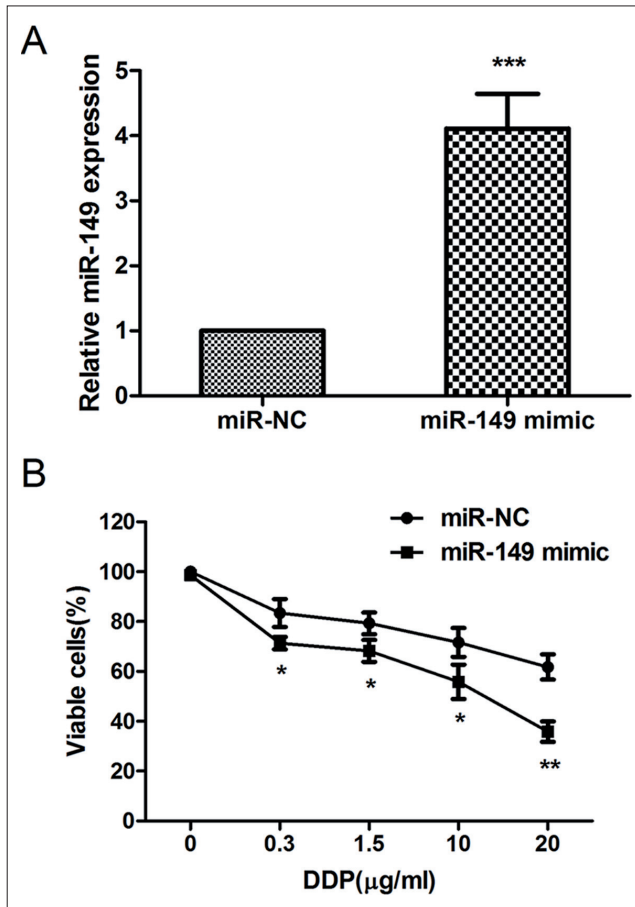 A
Relative miR-149 expression
5
4
3
2
1
0
***
miR-NC
miR-149 mimic
B
Viable cells(%)
120
100
80
60
40
20
0
miR-NC
miR-149 mimic
*
*
*
**
0 0.3 1.5 10 20
DDP(μg/ml)